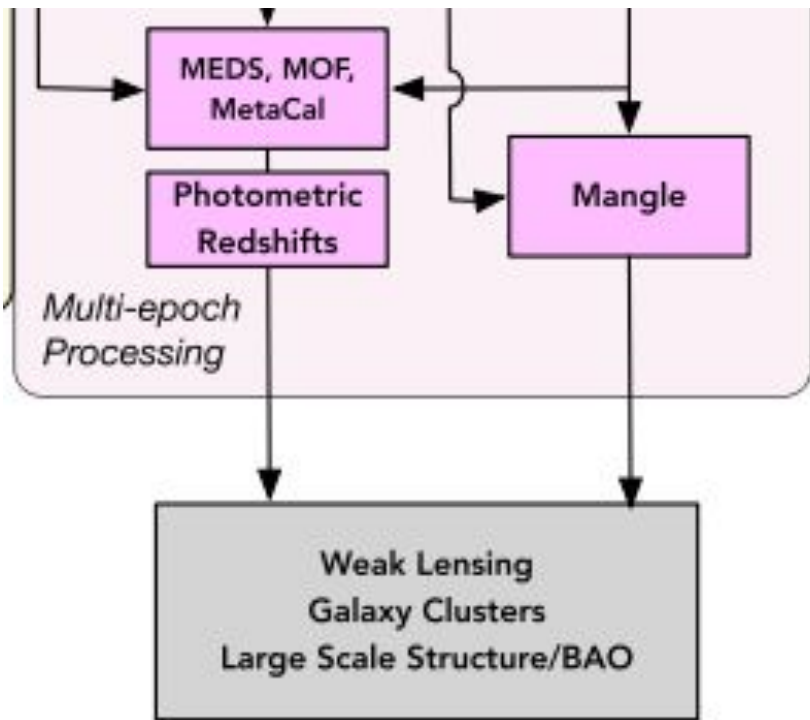 MEDS, MOF,
MetaCal
Photometric
Redshifts
Mangle
Multi-epoch
Processing
Weak Lensing
Galaxy Clusters
Large Scale Structure/BAO